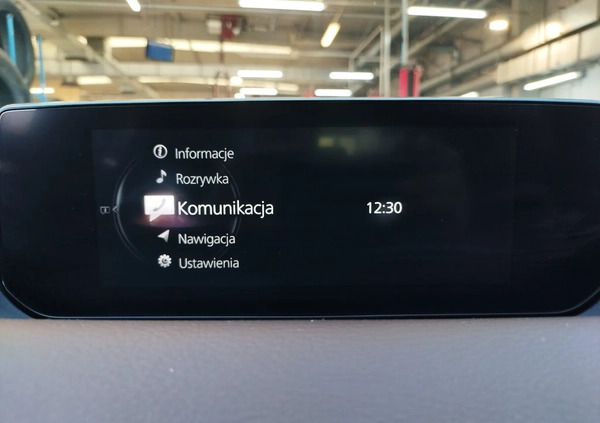 Informacje
Rozrywka
Komunikacja 12:30
Nawigacja
Ustawienia